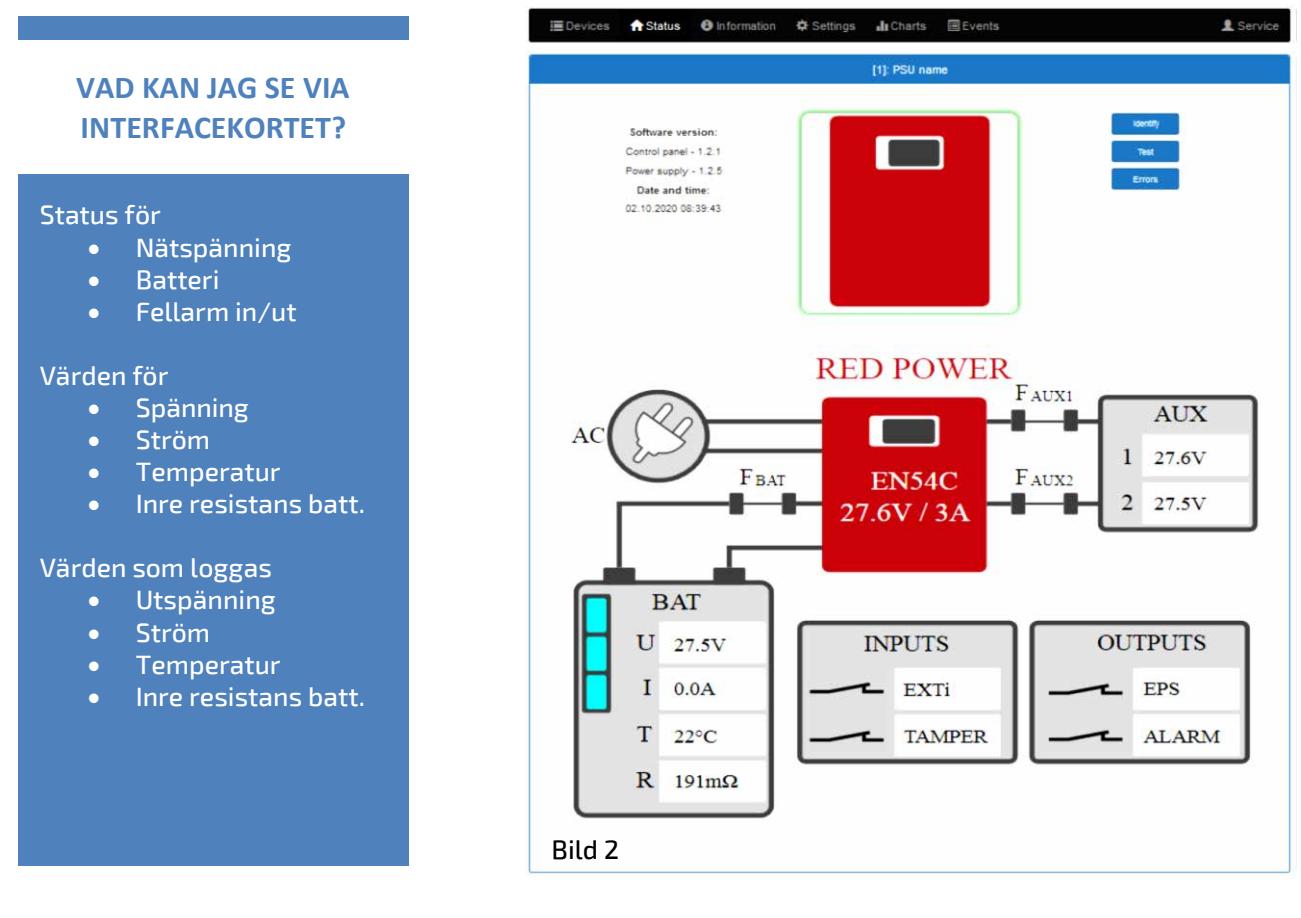 VAD KAN JAG SE VIA
INTERFACEKORTET?
Status för
• Nätspänning
• Batteri
• Fellarm in/ut
Värden för
• Spänning
• Ström
• Temperatur
• Inre resistans batt.
Värden som loggas
• Utspänning
• Ström
• Temperatur
• Inre resistans batt.
Devices Status Information Settings Charts Events Service
[1]: PSU name
Software version:
Control panel - 1.2.1
Power supply - 1.2.5
Date and time:
02.10.2020 08:39:43
Identify
Test
Errors
RED POWER
AC
F BAT
EN54C
27.6V / 3A
F AUX1
F AUX2
AUX
1 27.6V
2 27.5V
BAT
U 27.5V
I 0.0A
T 22°C
R 191mΩ
INPUTS
EXTi
TAMPER
OUTPUTS
EPS
ALARM
Bild 2